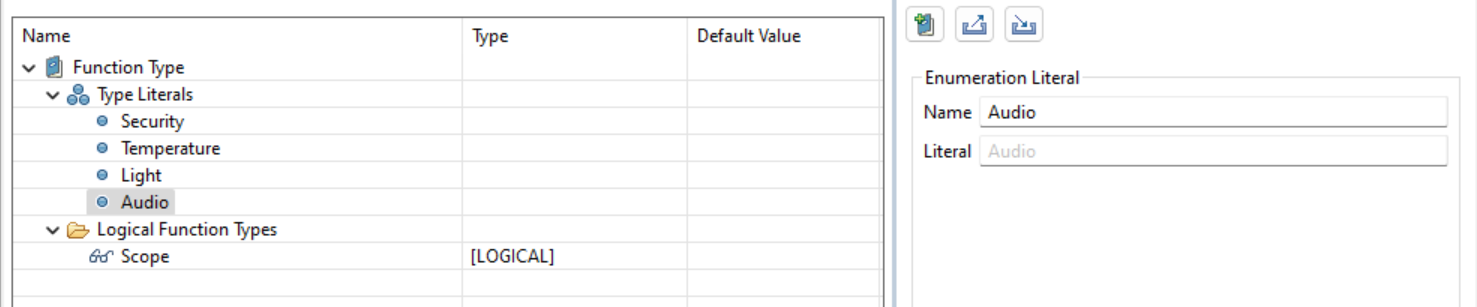 Name Type Default Value
Function Type
Type Literals
Security
Temperature
Light
Audio
Logical Function Types
Scope [LOGICAL]
Enumeration Literal
Name Audio
Literal Audio